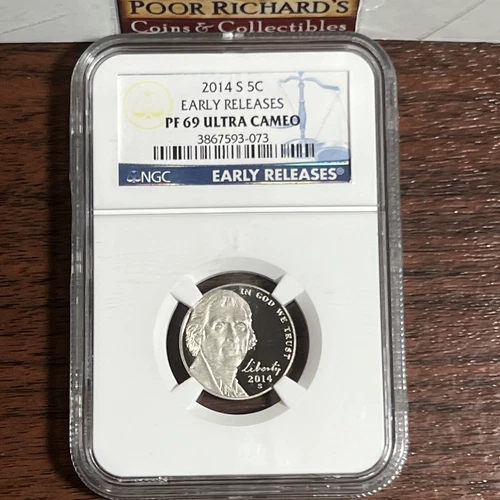 POOR RICHARD'S
Coins & Collectibles
2014 S 5C
EARLY RELEASES
PF 69 ULTRA CAMEO
3867593-073
NGC EARLY RELEASES®
IN GOD WE TRUST
Liberty
2014
S